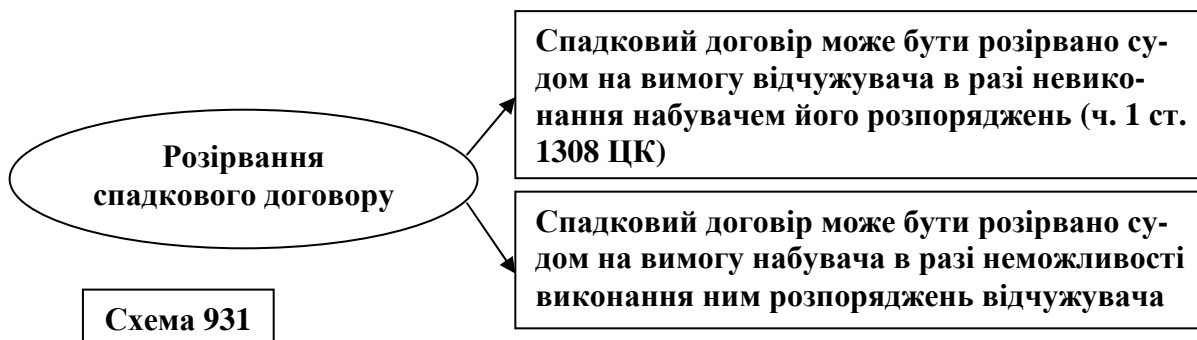 Спадковий договір може бути розірвано су-
дом на вимогу відчужувача в разі невико-
нання набувачем його розпоряджень (ч. 1 ст.
1308 ЦК)
Розірвання
спадкового договору
Спадковий договір може бути розірвано су-
дом на вимогу набувача в разі неможливості
виконання ним розпоряджень відчужувача
Схема 931